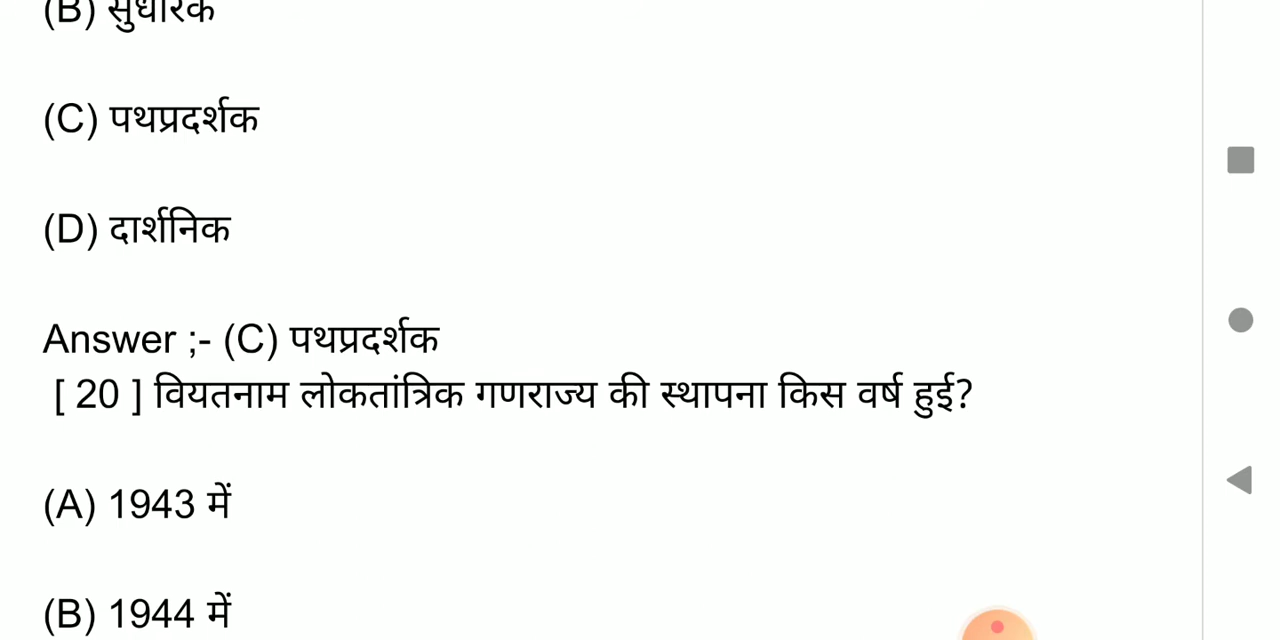 (B) सुधारक
(C) पथप्रदर्शक
(D) दार्शनिक
Answer ;- (C) पथप्रदर्शक
[ 20 ] वियतनाम लोकतांत्रिक गणराज्य की स्थापना किस वर्ष हुई?
(A) 1943 में
(B) 1944 में